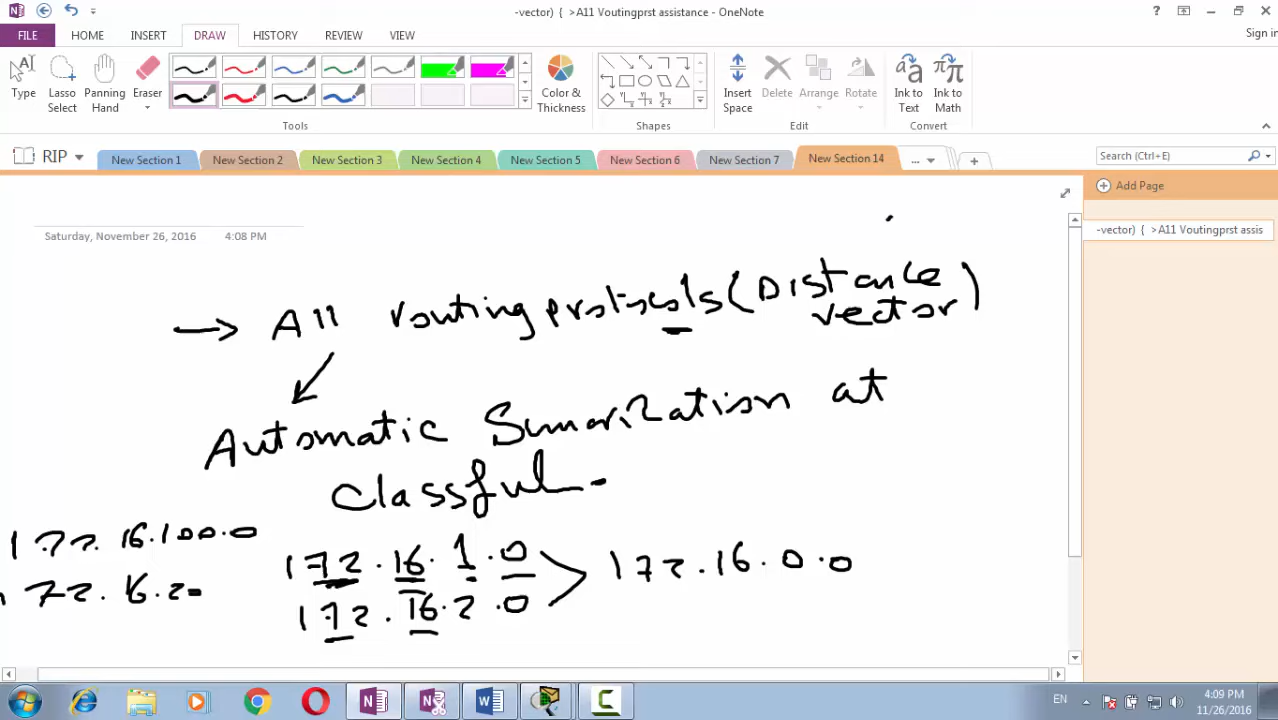 -vector) { >A11 Voutingprst assistance - OneNote
?
FILE HOME INSERT DRAW HISTORY REVIEW VIEW
Sign in
Type
Lasso Select
Panning Hand
Eraser
Color & Thickness
Insert Space
Delete
Arrange
Rotate
Ink to Text
Ink to Math
Tools
Shapes
Edit
Convert
RIP
New Section 1
New Section 2
New Section 3
New Section 4
New Section 5
New Section 6
New Section 7
New Section 14
...
Search (Ctrl+E)
Add Page
-vector) { >A11 Voutingprst assis
Saturday, November 26, 2016 4:08 PM
→ All routing protocols (Distance
vector)
Automatic Sumarization at
classful
172. 16.100.0
172.16.1.0 172.16.0.0
172.16.2.0
EN 4:09 PM
11/26/2016